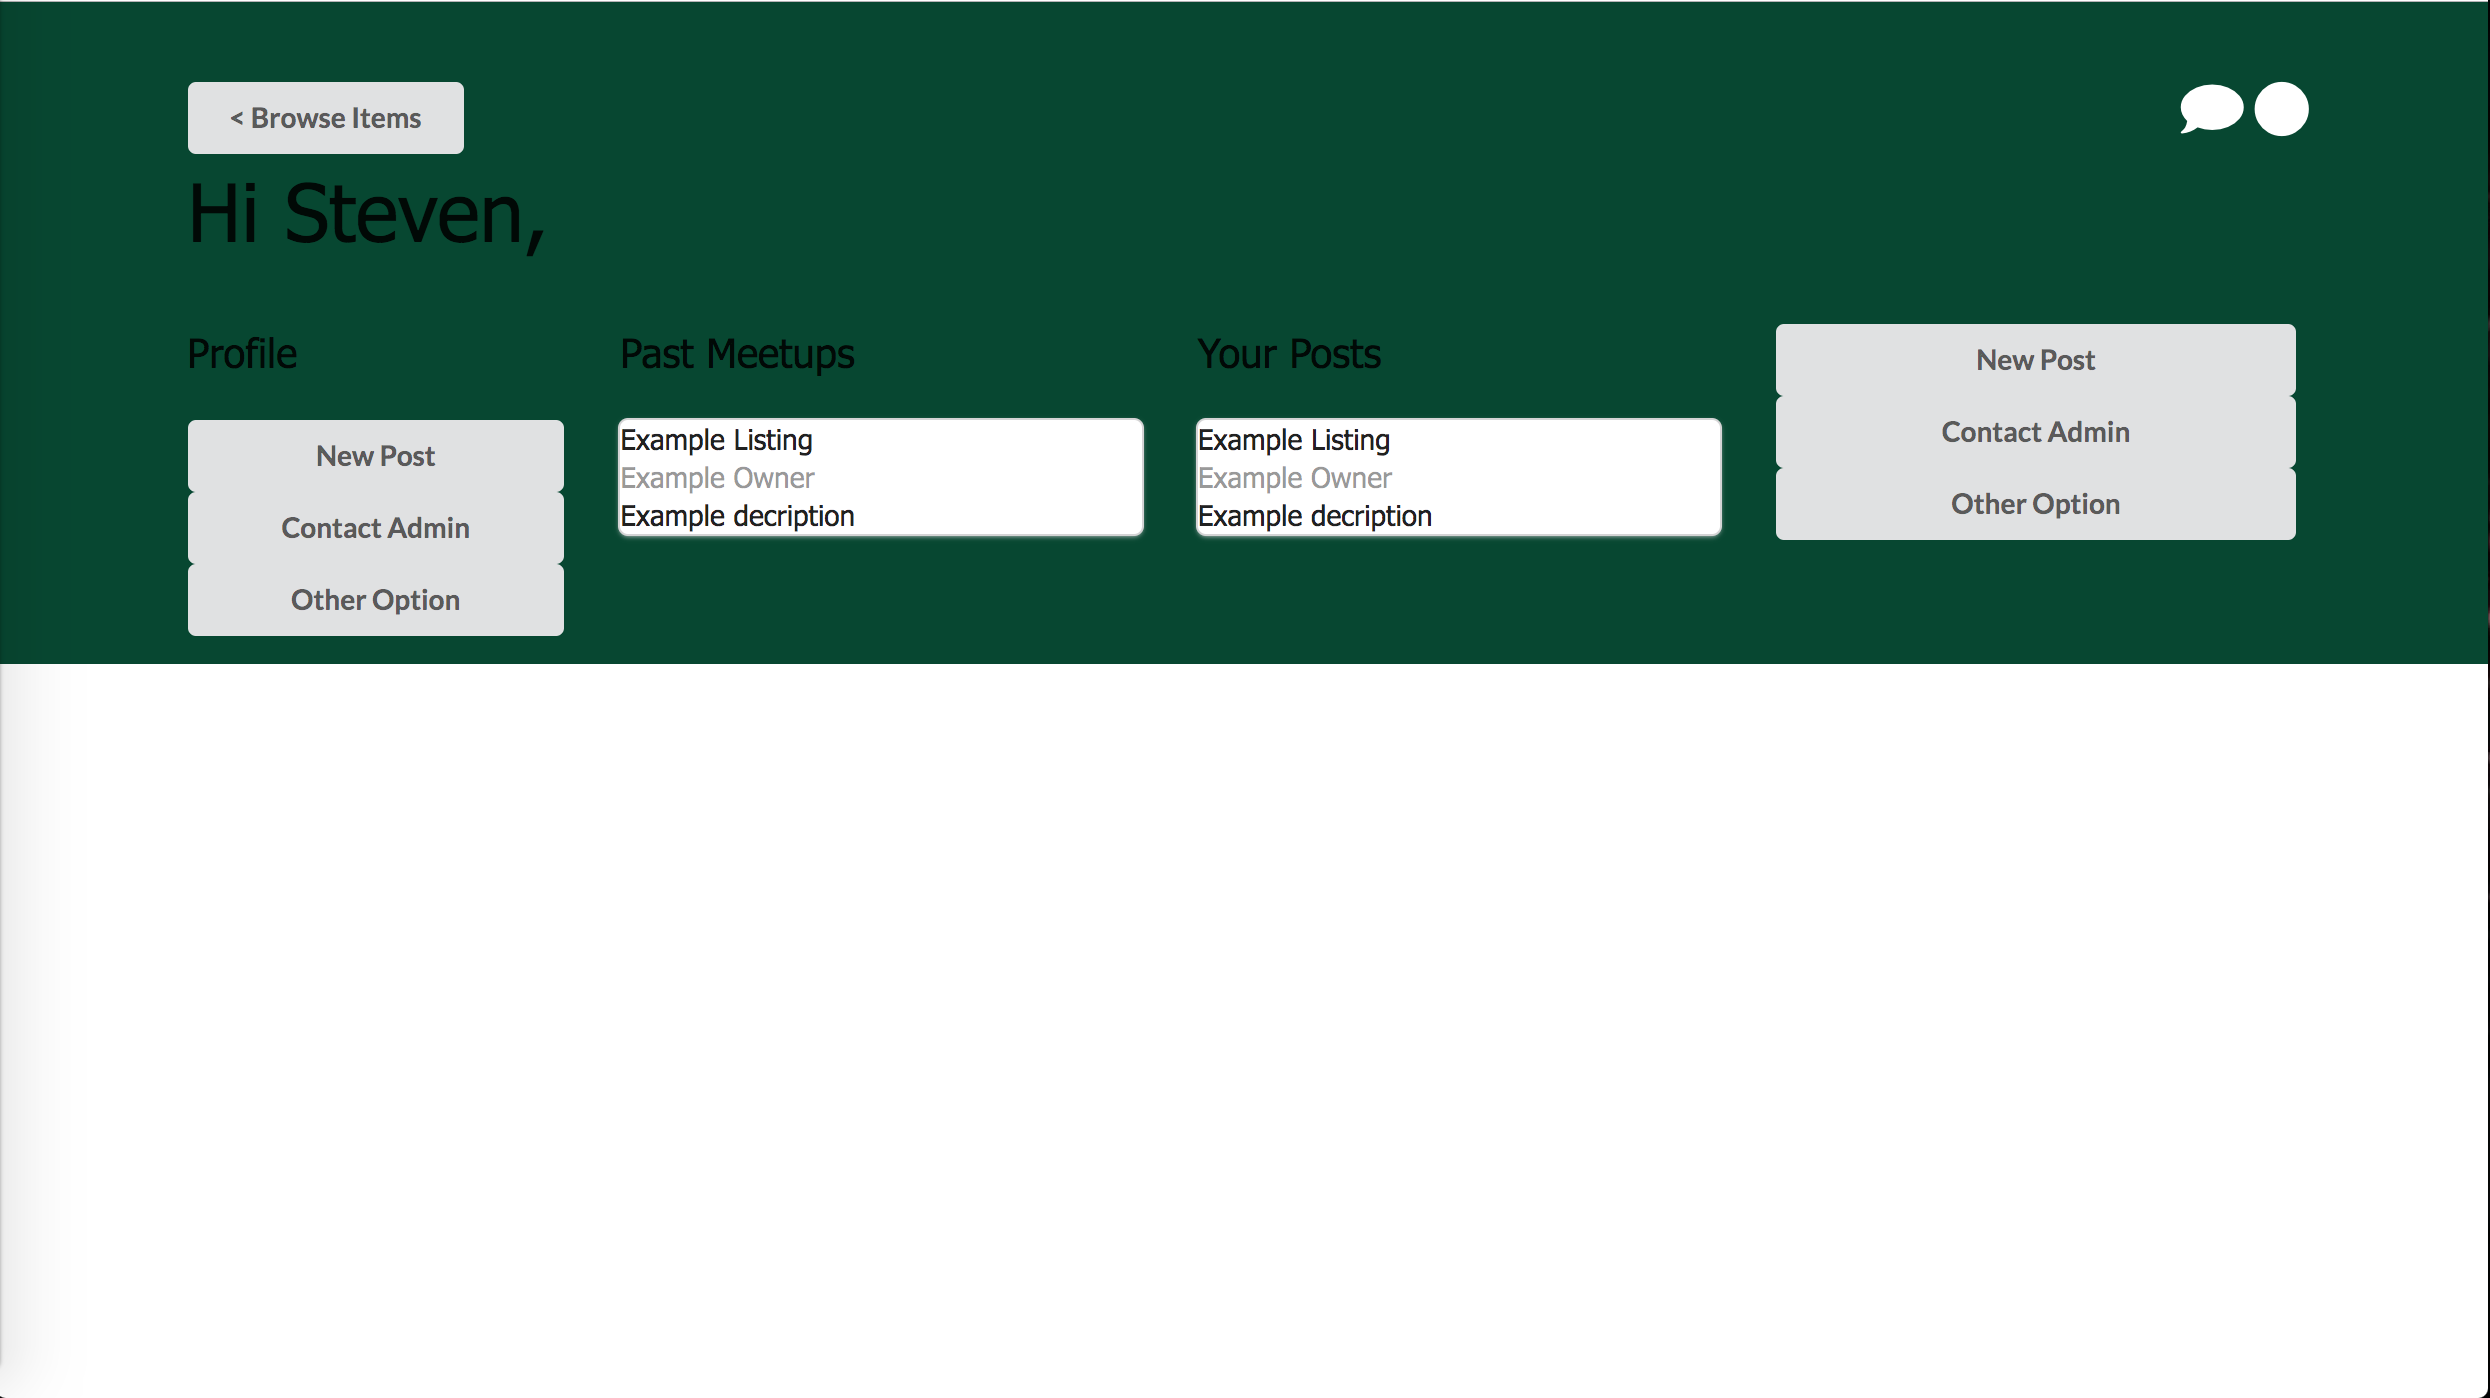 < Browse Items
Hi Steven,
Profile
New Post
Contact Admin
Other Option
Past Meetups
Example Listing
Example Owner
Example decription
Your Posts
Example Listing
Example Owner
Example decription
New Post
Contact Admin
Other Option